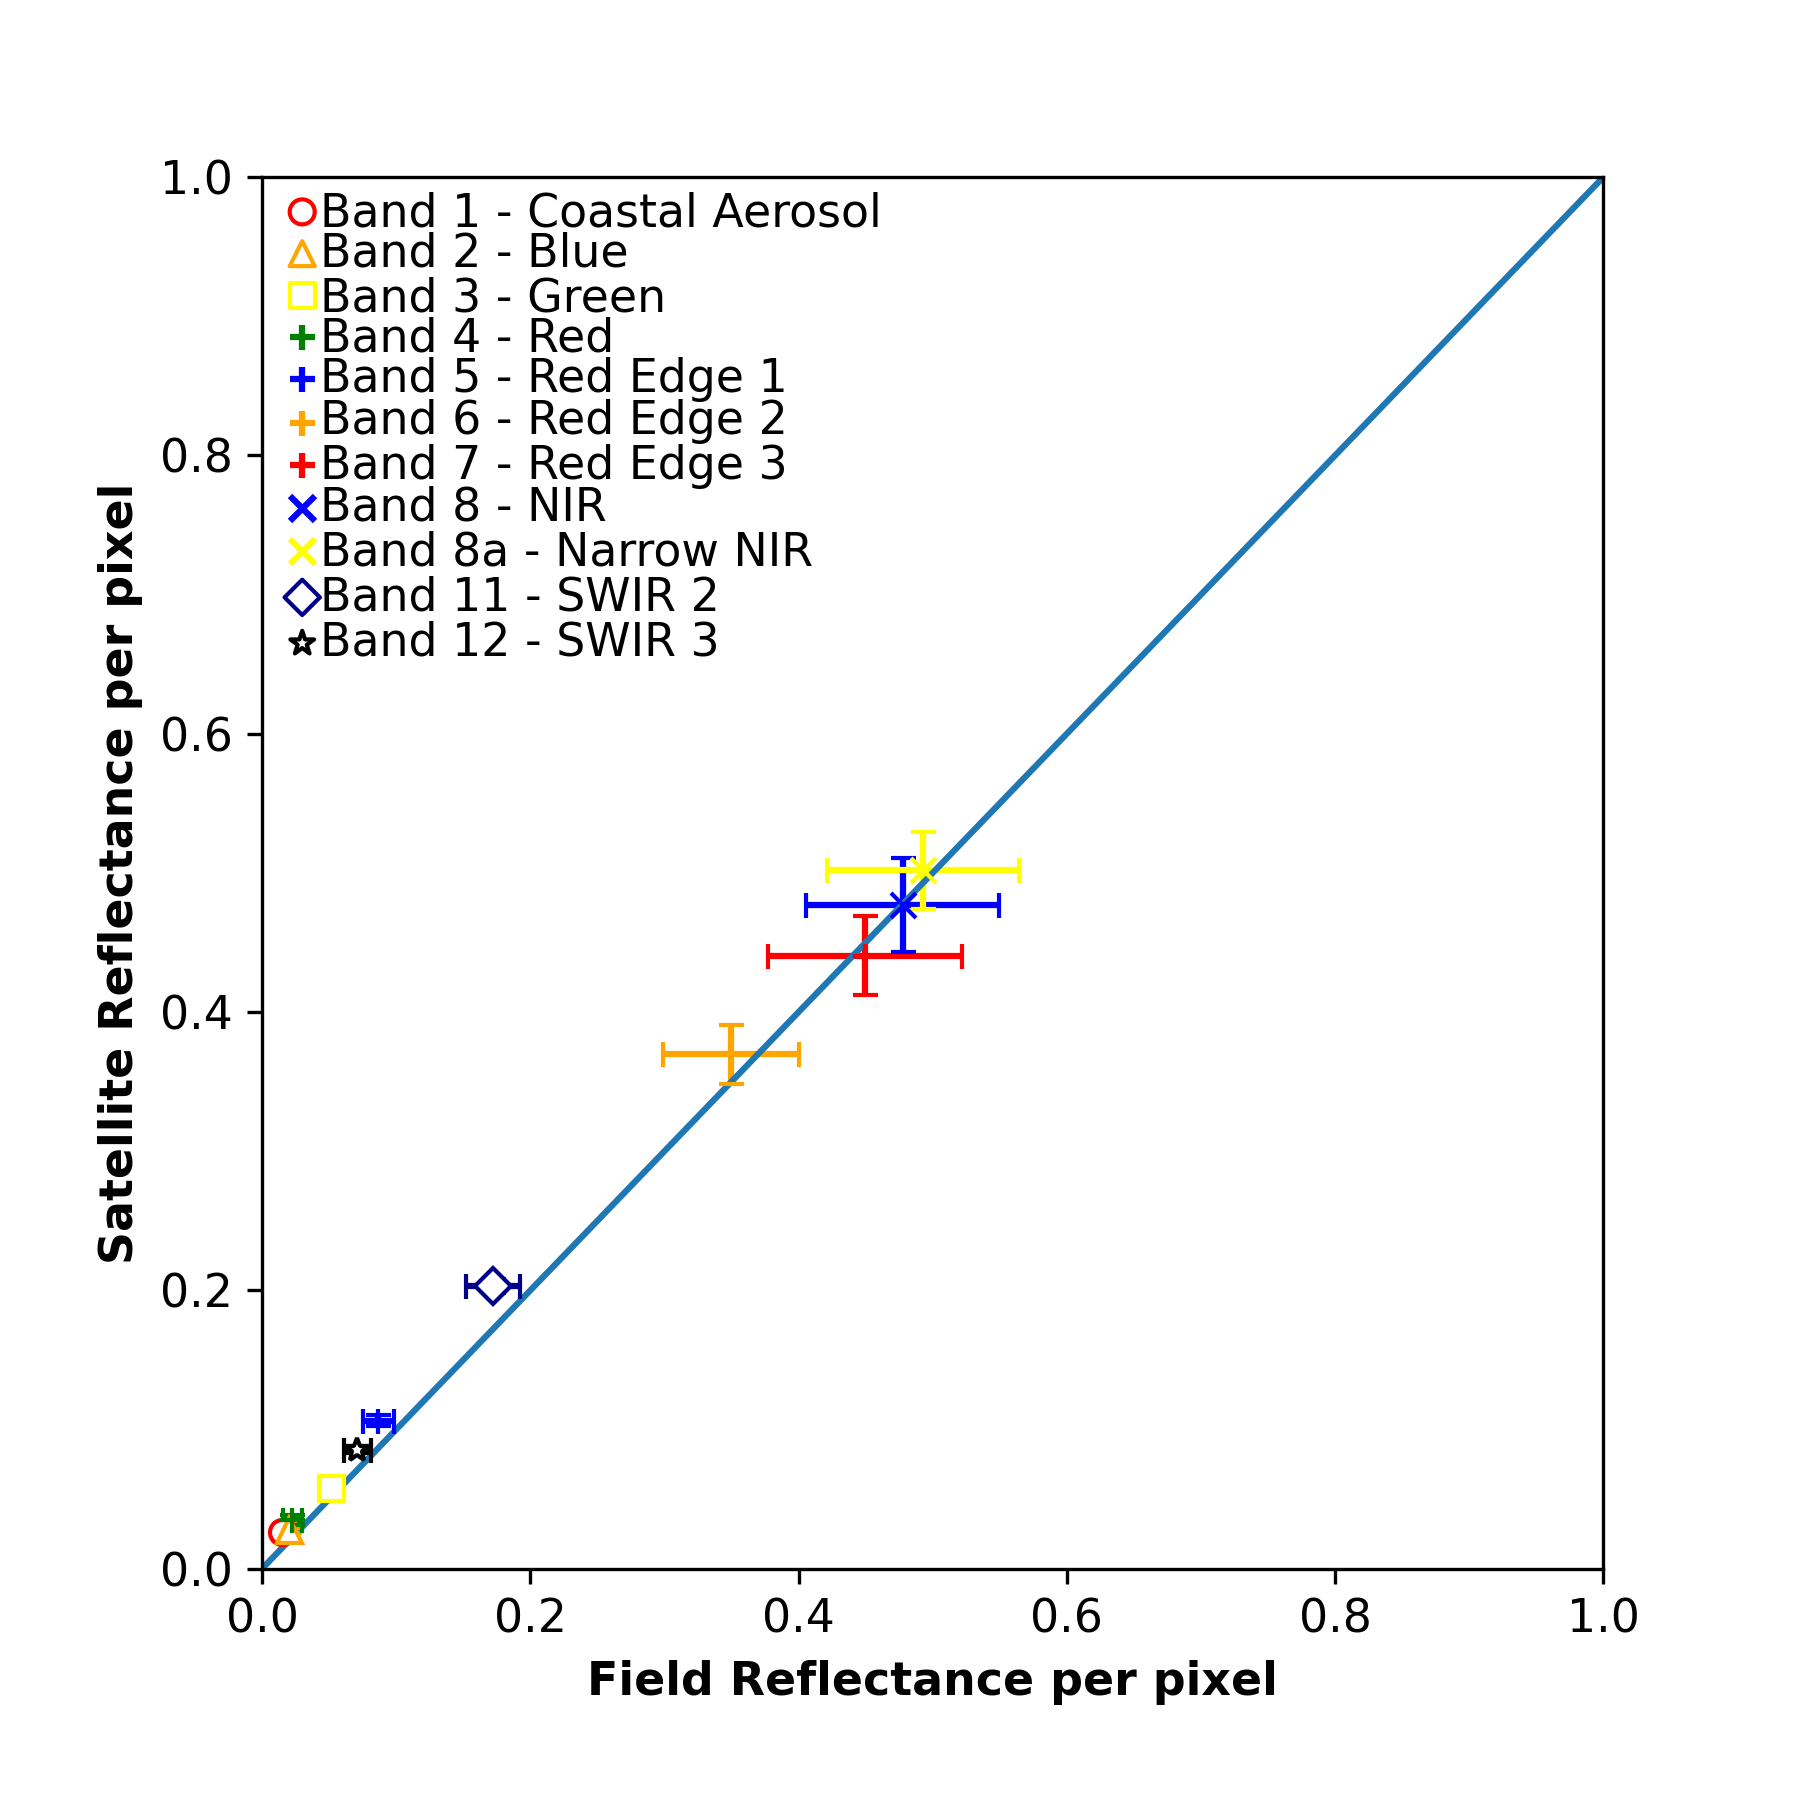 1.0
Band 1 - Coastal Aerosol
Band 2 - Blue
Band 3 - Green
Band 4 - Red
Band 5 - Red Edge 1
Band 6 - Red Edge 2
Band 7 - Red Edge 3
Band 8 - NIR
Band 8a - Narrow NIR
Band 11 - SWIR 2
Band 12 - SWIR 3
0.8
0.6
0.4
0.2
0.0
Satellite Reflectance per pixel
0.0 0.2 0.4 0.6 0.8 1.0
Field Reflectance per pixel